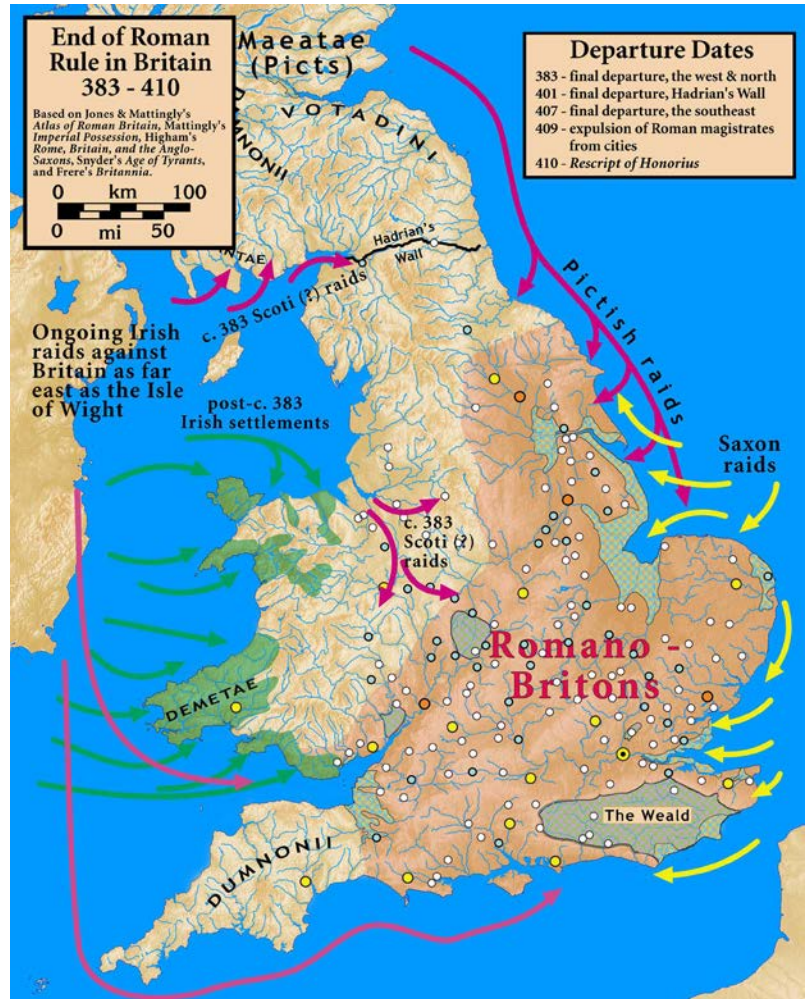 End of Roman
Rule in Britain
383 - 410
Based on Jones & Mattingly's
Atlas of Roman Britain, Mattingly's
Imperial Possession, Higham's
Rome, Britain, and the Anglo-
Saxons, Snyder's Age of Tyrants,
and Frere's Britannia.
0 km 100
0 mi 50
Maeatae
(Picts)
Departure Dates
383 - final departure, the west & north
401 - final departure, Hadrian's Wall
407 - final departure, the southeast
409 - expulsion of Roman magistrates
from cities
410 - Rescript of Honorius
VOTADINI
DUMNONII
NTAE
Hadrian's
Wall
c. 383 Scoti (?) raids
Pictish raids
Ongoing Irish
raids against
Britain as far
east as the Isle
of Wight
post-c. 383
Irish settlements
Saxon
raids
c. 383
Scoti (?)
raids
Romano -
Britons
DEMETAE
The Weald
DUMNONII